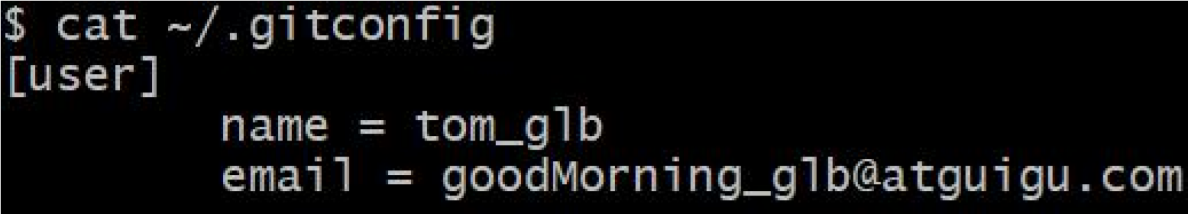 $ cat ~/.gitconfig
[user]
        name = tom_glb
        email = goodMorning_glb@atguigu.com